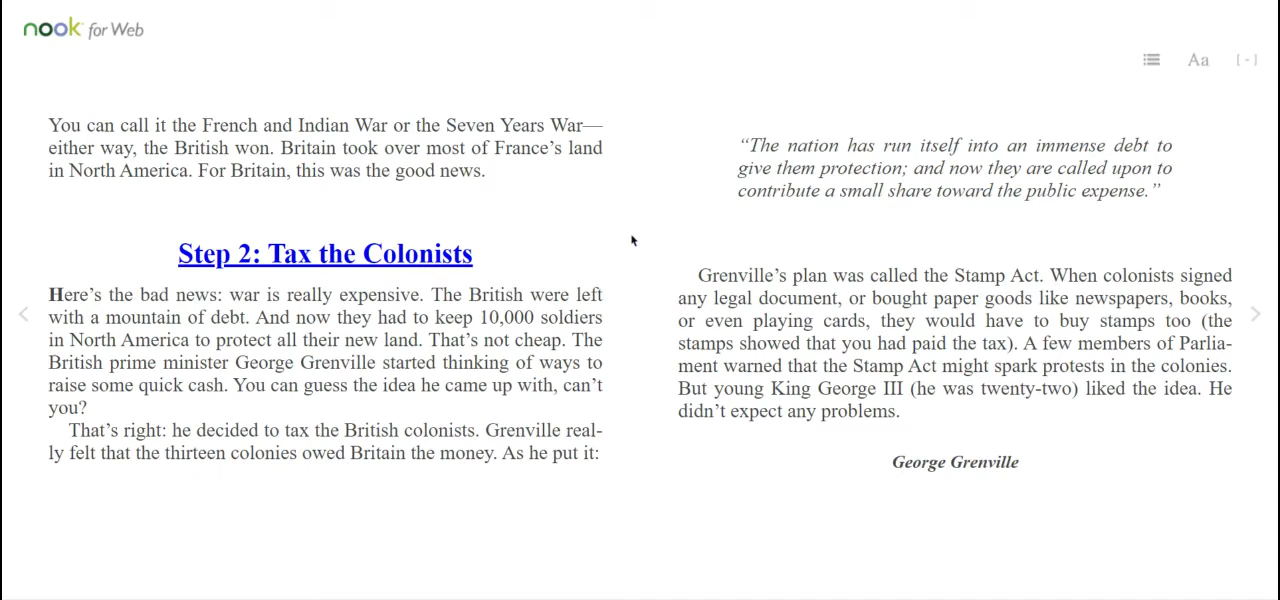 nook for Web
Aa
[ - ]
You can call it the French and Indian War or the Seven Years War—
either way, the British won. Britain took over most of France’s land
in North America. For Britain, this was the good news.
Step 2: Tax the Colonists
Here’s the bad news: war is really expensive. The British were left
with a mountain of debt. And now they had to keep 10,000 soldiers
in North America to protect all their new land. That’s not cheap. The
British prime minister George Grenville started thinking of ways to
raise some quick cash. You can guess the idea he came up with, can’t
you?
That’s right: he decided to tax the British colonists. Grenville real-
ly felt that the thirteen colonies owed Britain the money. As he put it:
“The nation has run itself into an immense debt to
give them protection; and now they are called upon to
contribute a small share toward the public expense.”
Grenville’s plan was called the Stamp Act. When colonists signed
any legal document, or bought paper goods like newspapers, books,
or even playing cards, they would have to buy stamps too (the
stamps showed that you had paid the tax). A few members of Parlia-
ment warned that the Stamp Act might spark protests in the colonies.
But young King George III (he was twenty-two) liked the idea. He
didn’t expect any problems.
George Grenville